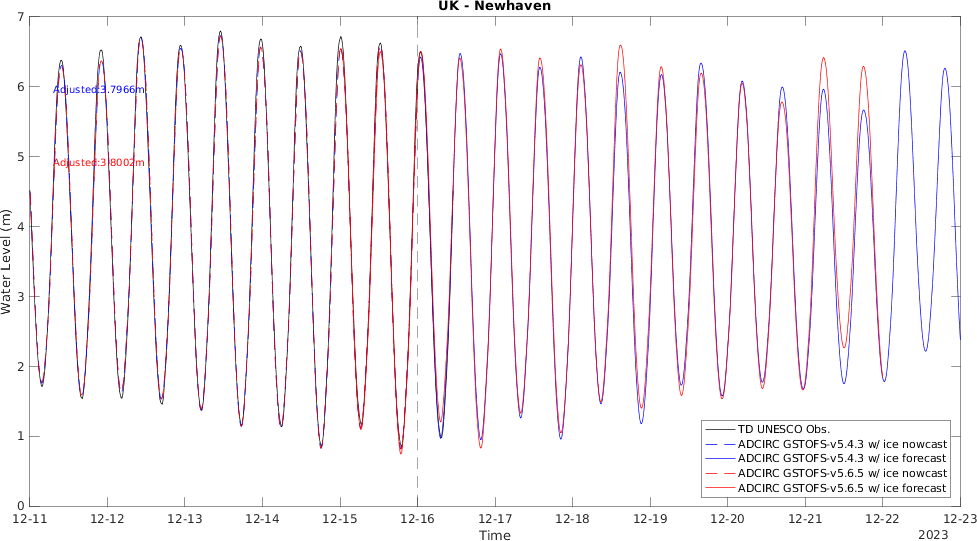 UK - Newhaven
7
6
5
4
3
2
1
0
Water Level (m)
Adjusted:3.7966m
Adjusted:3.8002m
TD UNESCO Obs.
ADCIRC GSTOFS-v5.4.3 w/ ice nowcast
ADCIRC GSTOFS-v5.4.3 w/ ice forecast
ADCIRC GSTOFS-v5.6.5 w/ ice nowcast
ADCIRC GSTOFS-v5.6.5 w/ ice forecast
12-11 12-12 12-13 12-14 12-15 12-16 12-17 12-18 12-19 12-20 12-21 12-22 12-23
Time
2023